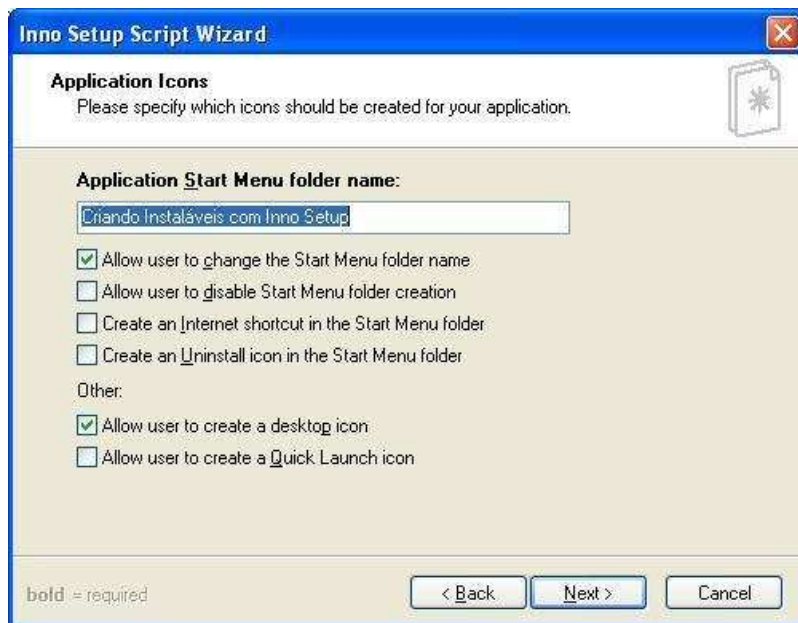 Inno Setup Script Wizard
Application Icons
Please specify which icons should be created for your application.
Application Start Menu folder name:
Criando Instaláveis com Inno Setup
Allow user to change the Start Menu folder name
Allow user to disable Start Menu folder creation
Create an Internet shortcut in the Start Menu folder
Create an Uninstall icon in the Start Menu folder
Other:
Allow user to create a desktop icon
Allow user to create a Quick Launch icon
bold = required
< Back
Next >
Cancel